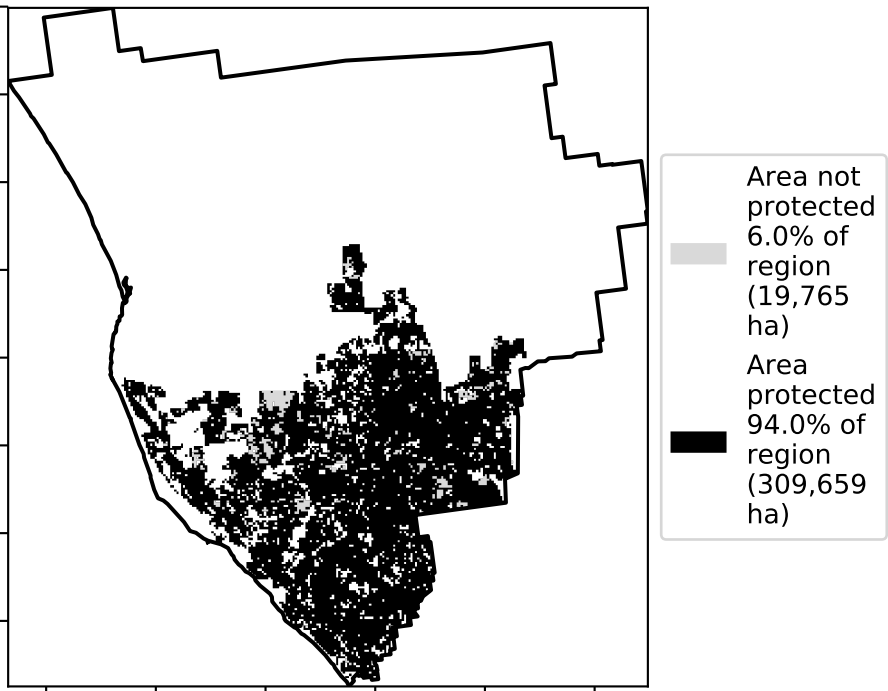 Area not
protected
6.0% of
region
(19,765
ha)
Area
protected
94.0% of
region
(309,659
ha)